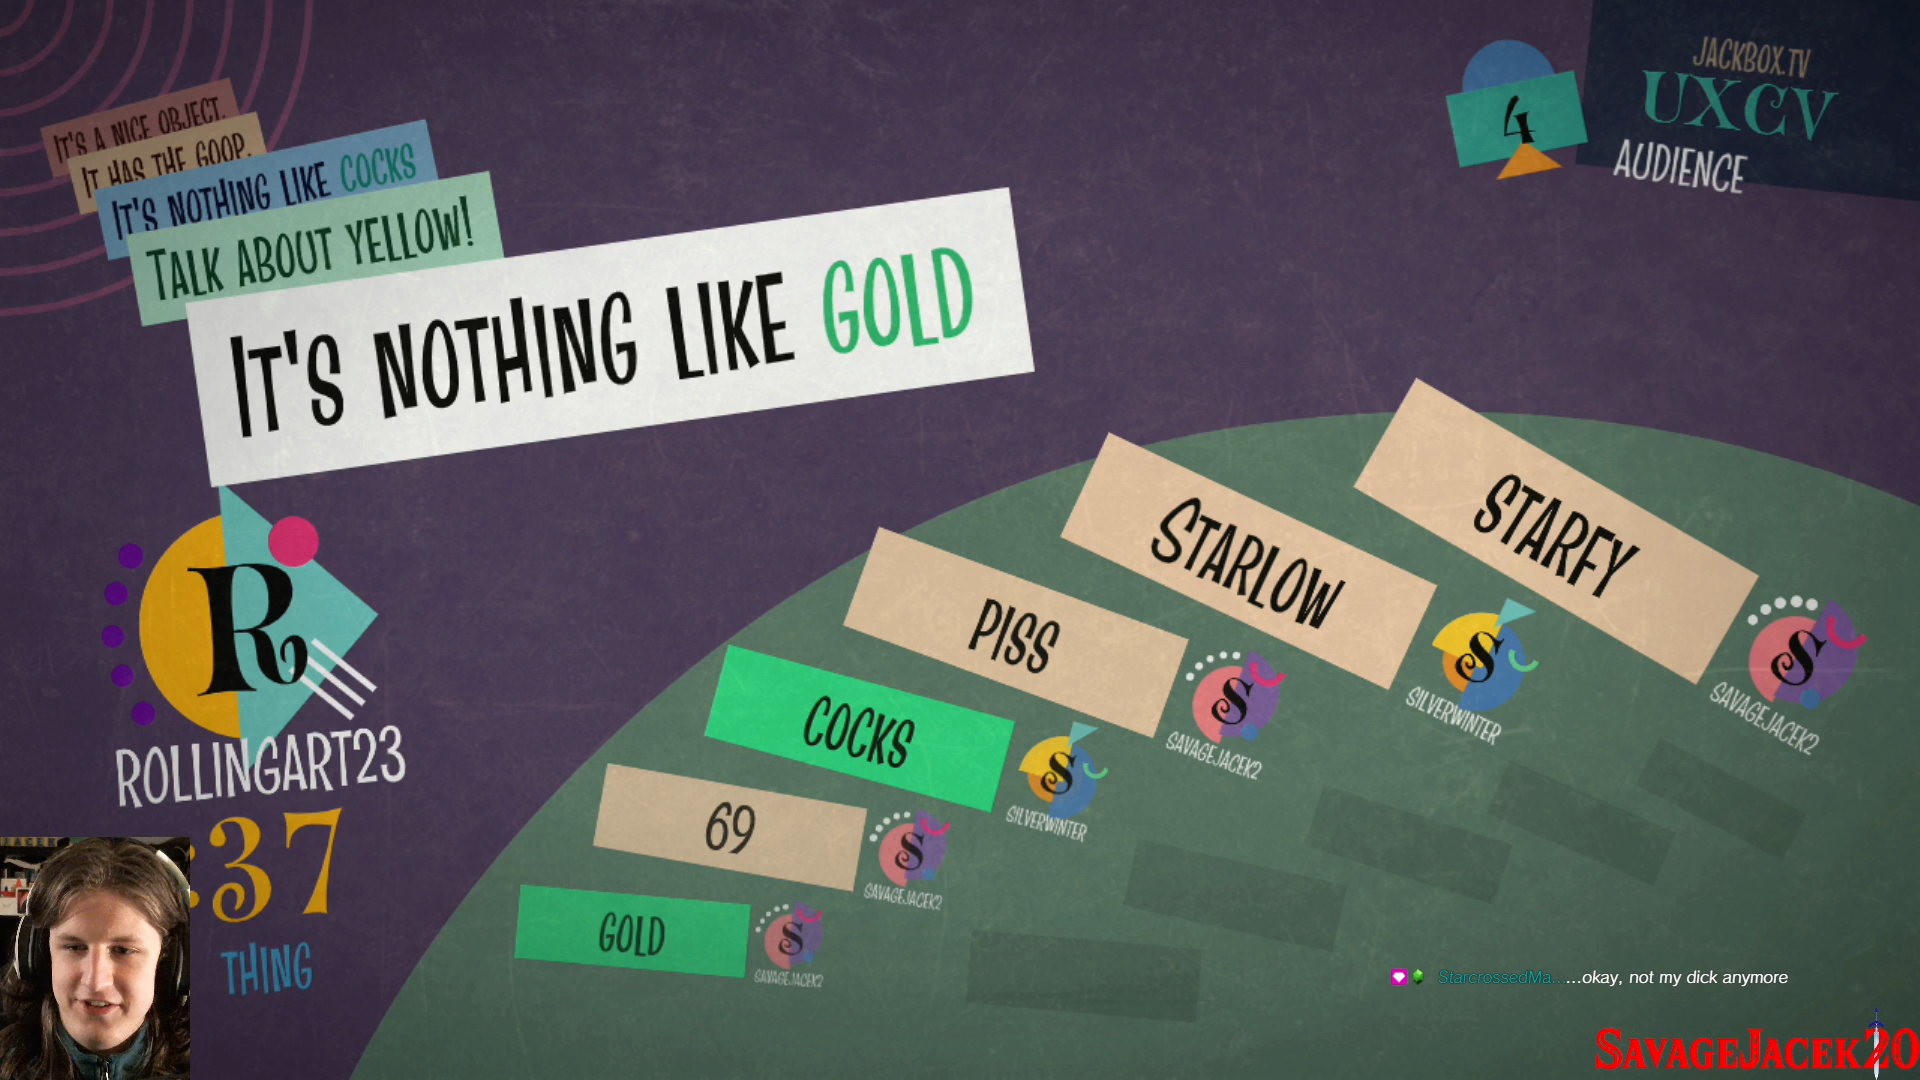 JACKBOX.TV
UXCV
AUDIENCE
4
IT'S A NICE OBJECT.
IT HAS THE GOOP.
IT'S NOTHING LIKE COCKS
TALK ABOUT YELLOW!
IT'S NOTHING LIKE GOLD
STARFY
SAVAGEJACEK2
STARLOW
SILVERWINTER
PISS
SAVAGEJACEK2
COCKS
SILVERWINTER
69
SAVAGEJACEK2
GOLD
SAVAGEJACEK2
R
ROLLINGART23
:37
THING
S
S
S
S
S
S
StarcrossedMa... ...okay, not my dick anymore
SAVAGEJACEK20